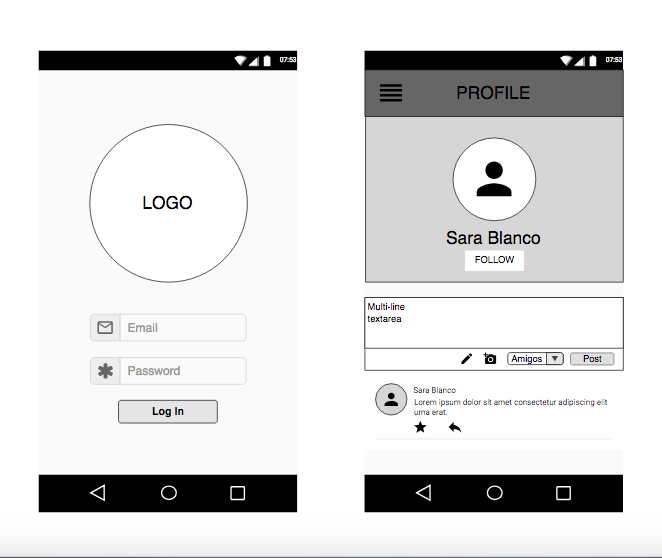 07:53
LOGO
Email
Password
Log In
07:53
PROFILE
Sara Blanco
FOLLOW
Multi-line
textarea
Amigos
Post
Sara Blanco
Lorem ipsum dolor sit amet consectetur adipiscing elit
urna erat.